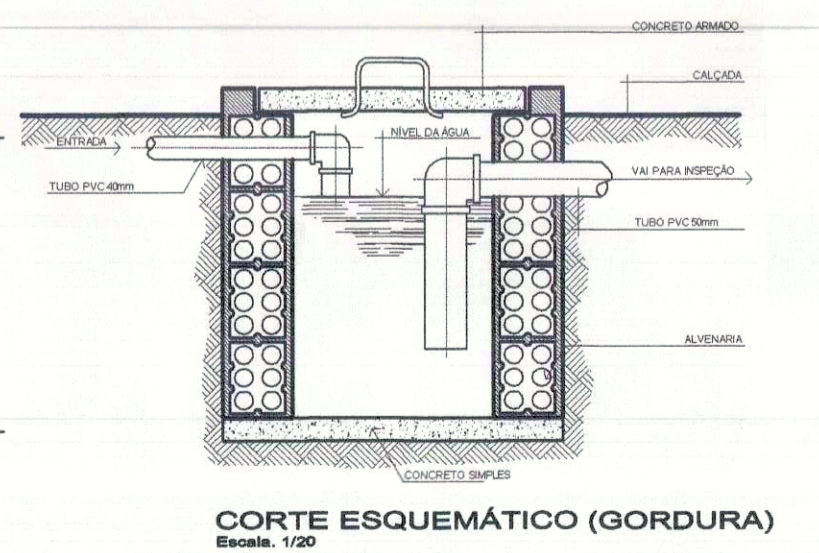 CONCRETO ARMADO
CALÇADA
ENTRADA
NÍVEL DA ÁGUA
VAI PARA INSPEÇÃO
TUBO PVC 40mm
TUBO PVC 50mm
ALVENARIA
CONCRETO SIMPLES
CORTE ESQUEMÁTICO (GORDURA)
Escala. 1/20